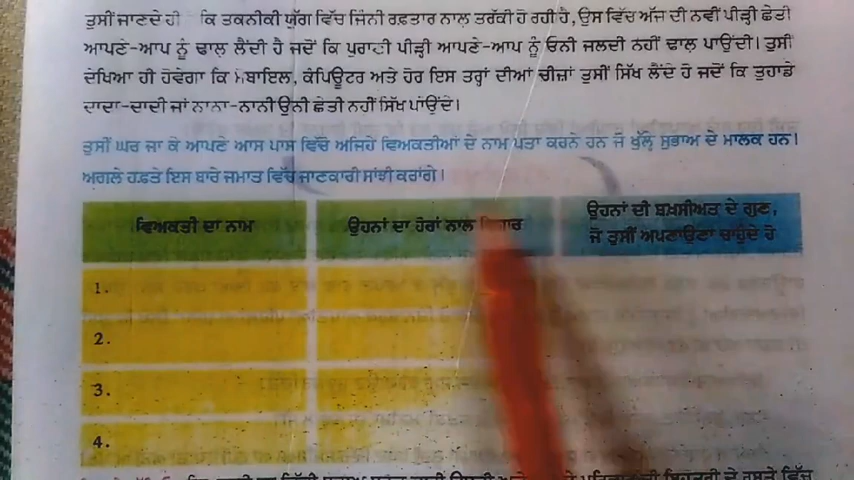 ਤੁਸੀਂ ਜਾਣਦੇ ਹੀ ਕਿ ਤਕਨੀਕੀ ਯੁੱਗ ਵਿੱਚ ਜਿੰਨੀ ਰਫ਼ਤਾਰ ਨਾਲ਼ ਤਰੱਕੀ ਹੋ ਰਹੀ ਹੈ, ਉਸ ਵਿੱਚ ਅੱਜ ਦੀ ਨਵੀਂ ਪੀੜ੍ਹੀ ਛੇਤੀ
ਆਪਣੇ-ਆਪ ਨੂੰ ਢਾਲ਼ ਲੈਂਦੀ ਹੈ ਜਦੋਂ ਕਿ ਪੁਰਾਣੀ ਪੀੜ੍ਹੀ ਆਪਣੇ-ਆਪ ਨੂੰ ਓਨੀ ਜਲਦੀ ਨਹੀਂ ਢਾਲ਼ ਪਾਉਂਦੀ। ਤੁਸੀਂ
ਦੇਖਿਆ ਹੀ ਹੋਵੇਗਾ ਕਿ ਮੋਬਾਇਲ, ਕੰਪਿਊਟਰ ਅਤੇ ਹੋਰ ਇਸ ਤਰ੍ਹਾਂ ਦੀਆਂ ਚੀਜ਼ਾਂ ਤੁਸੀਂ ਸਿੱਖ ਲੈਂਦੇ ਹੋ ਜਦੋਂ ਕਿ ਤੁਹਾਡੇ
ਦਾਦਾ-ਦਾਦੀ ਜਾਂ ਨਾਨਾ-ਨਾਨੀ ਉਨੀ ਛੇਤੀ ਨਹੀਂ ਸਿੱਖ ਪਾਉਂਦੇ।
ਤੁਸੀਂ ਘਰ ਜਾ ਕੇ ਆਪਣੇ ਆਸ ਪਾਸ ਵਿੱਚੋਂ ਅਜਿਹੇ ਵਿਅਕਤੀਆਂ ਦੇ ਨਾਮ ਪਤਾ ਕਰਨੇ ਹਨ ਜੋ ਖੁੱਲ੍ਹੇ ਸੁਭਾਅ ਦੇ ਮਾਲਕ ਹਨ।
ਅਗਲੇ ਹਫ਼ਤੇ ਇਸ ਬਾਰੇ ਜਮਾਤ ਵਿੱਚ ਜਾਣਕਾਰੀ ਸਾਂਝੀ ਕਰਾਂਗੇ।
ਵਿਅਕਤੀ ਦਾ ਨਾਮ
ਉਹਨਾਂ ਦਾ ਹੋਰਾਂ ਨਾਲ
ਉਹਨਾਂ ਦੀ ਸ਼ਖ਼ਸੀਅਤ ਦੇ ਗੁਣ,
ਜੋ ਤੁਸੀਂ ਅਪਣਾਉਣਾ ਚਾਹੁੰਦੇ ਹੋ
1.
2.
3.
4.